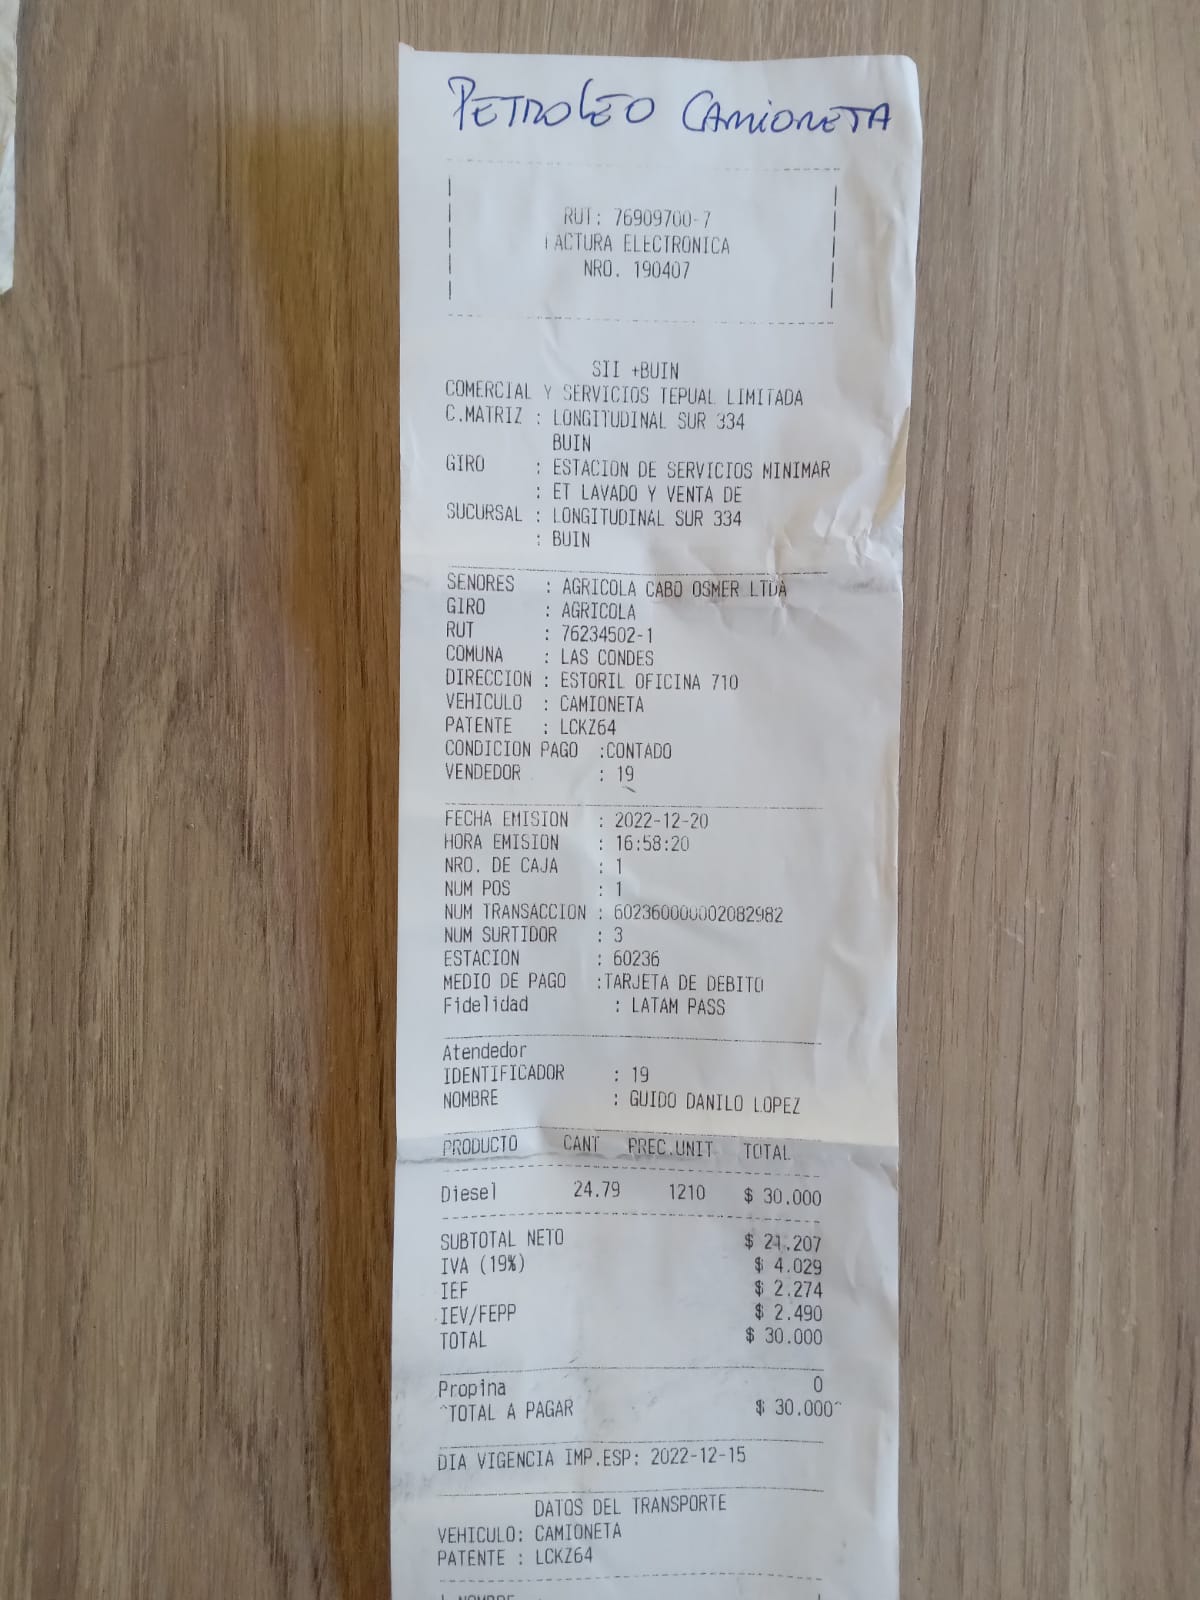 PETROLEO CAMIONETA
RUT: 76909700-7
FACTURA ELECTRONICA
NRO. 190407
SII +BUIN
COMERCIAL Y SERVICIOS TEPUAL LIMITADA
C.MATRIZ : LONGITUDINAL SUR 334
BUIN
GIRO : ESTACION DE SERVICIOS MINIMAR
: ET LAVADO Y VENTA DE
SUCURSAL : LONGITUDINAL SUR 334
: BUIN
SENORES : AGRICOLA CABO OSMER LTDA
GIRO : AGRICOLA
RUT : 76234502-1
COMUNA : LAS CONDES
DIRECCION : ESTORIL OFICINA 710
VEHICULO : CAMIONETA
PATENTE : LCKZ64
CONDICION PAGO :CONTADO
VENDEDOR : 19
FECHA EMISION : 2022-12-20
HORA EMISION : 16:58:20
NRO. DE CAJA : 1
NUM POS : 1
NUM TRANSACCION : 602360000002082982
NUM SURTIDOR : 3
ESTACION : 60236
MEDIO DE PAGO :TARJETA DE DEBITO
Fidelidad : LATAM PASS
Atendedor
IDENTIFICADOR : 19
NOMBRE : GUIDO DANILO LOPEZ
PRODUCTO CANT PREC.UNIT TOTAL
Diesel 24.79 1210 $ 30.000
SUBTOTAL NETO $ 21.207
IVA (19%) $ 4.029
IEF $ 2.274
IEV/FEPP $ 2.490
TOTAL $ 30.000
Propina 0
^TOTAL A PAGAR $ 30.000^
DIA VIGENCIA IMP.ESP: 2022-12-15
DATOS DEL TRANSPORTE
VEHICULO: CAMIONETA
PATENTE : LCKZ64
NOMBRE :